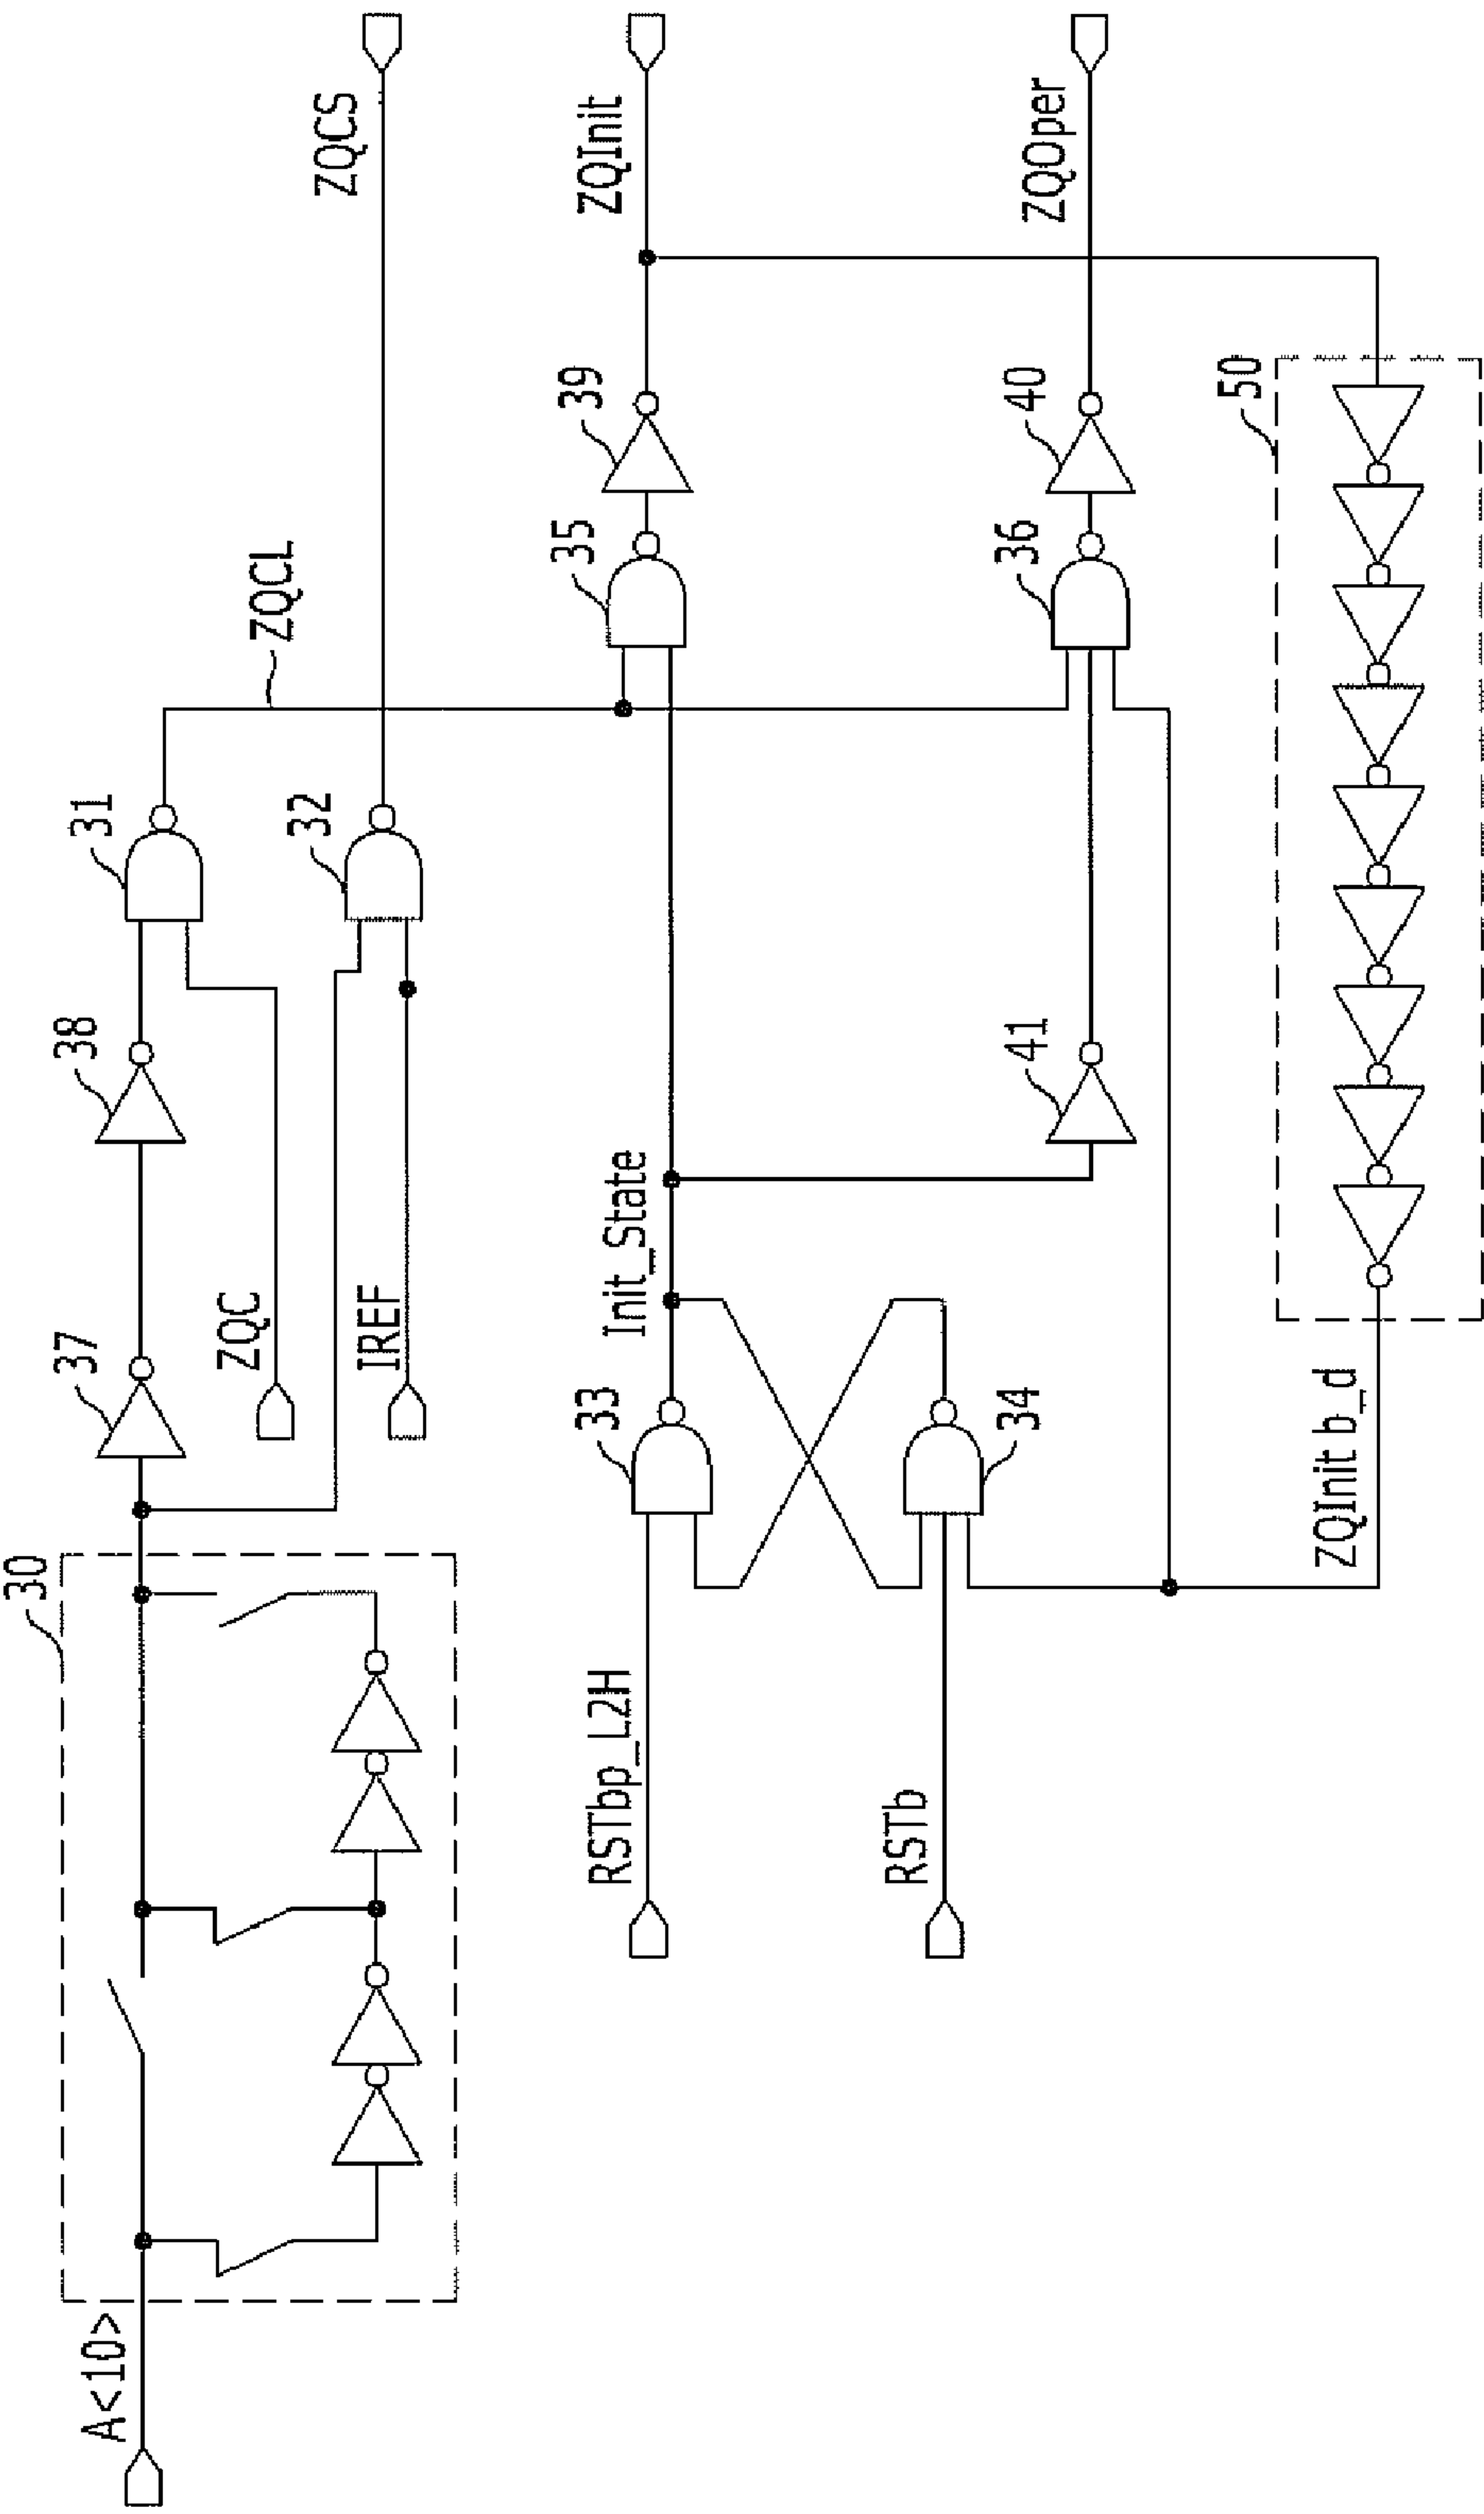 A<10>
30
37
38
31
ZQCL
ZQCS
ZQC
32
IREF
RSTbp_L2H
33
Init_State
35
39
ZQInit
RSTb
34
41
36
40
ZQOper
50
ZQInit b_d